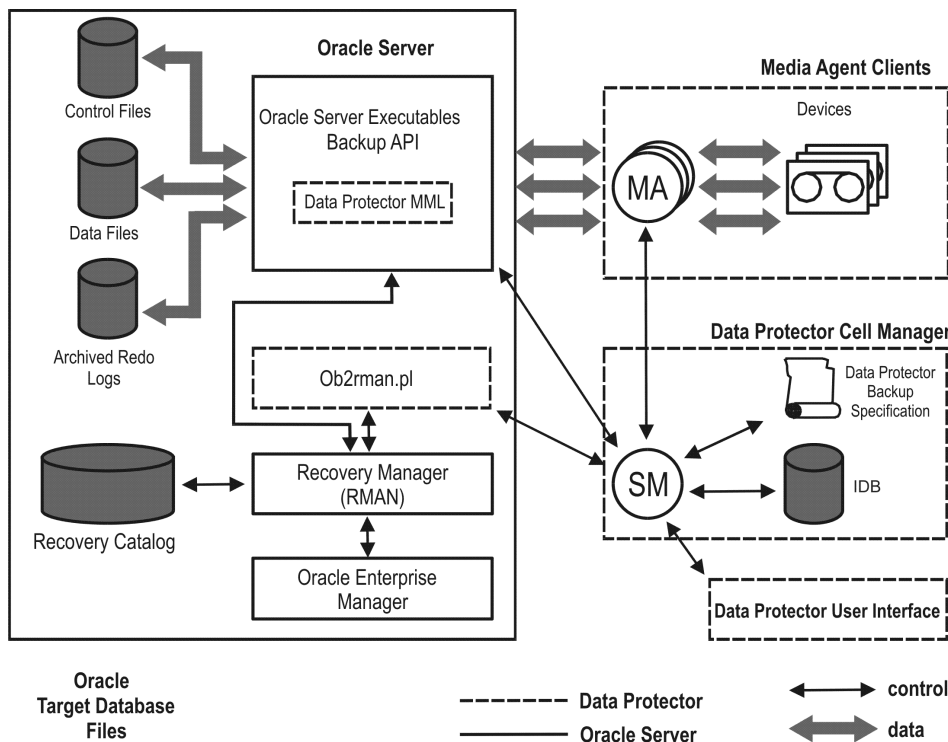 Oracle Server
Control Files
Data Files
Archived Redo
Logs
Oracle Server Executables
Backup API
Data Protector MML
Ob2rman.pl
Recovery Manager
(RMAN)
Recovery Catalog
Oracle Enterprise
Manager
Media Agent Clients
Devices
MA
Data Protector Cell Manager
Data Protector
Backup
Specification
SM
IDB
Data Protector User Interface
Oracle
Target Database
Files
Data Protector
Oracle Server
control
data